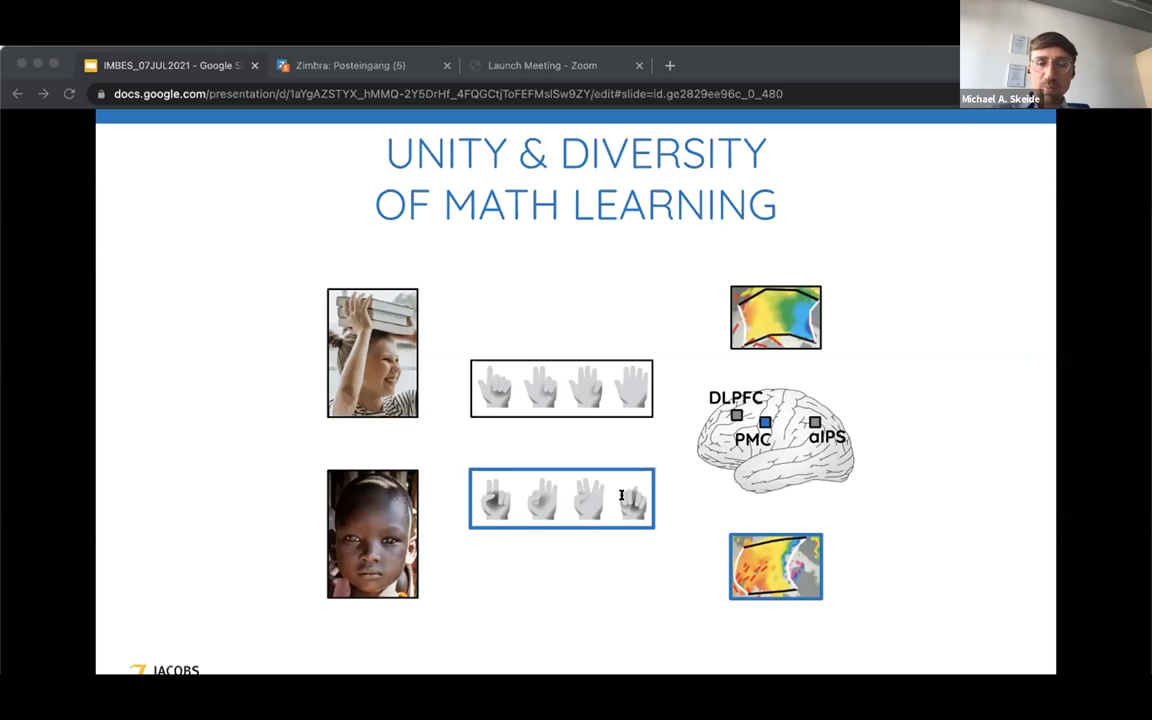 IMBES_07JUL2021 - Google S
Zimbra: Posteingang (5)
Launch Meeting - Zoom
docs.google.com/presentation/d/1aYgAZSTYX_hMMQ-2Y5DrHf_4FQGCtjToFEFMslSw9ZY/edit#slide=id.ge2829ee96c_0_480
Michael A. Skeide
UNITY & DIVERSITY
OF MATH LEARNING
DLPFC
PMC
aIPS
JACOBS